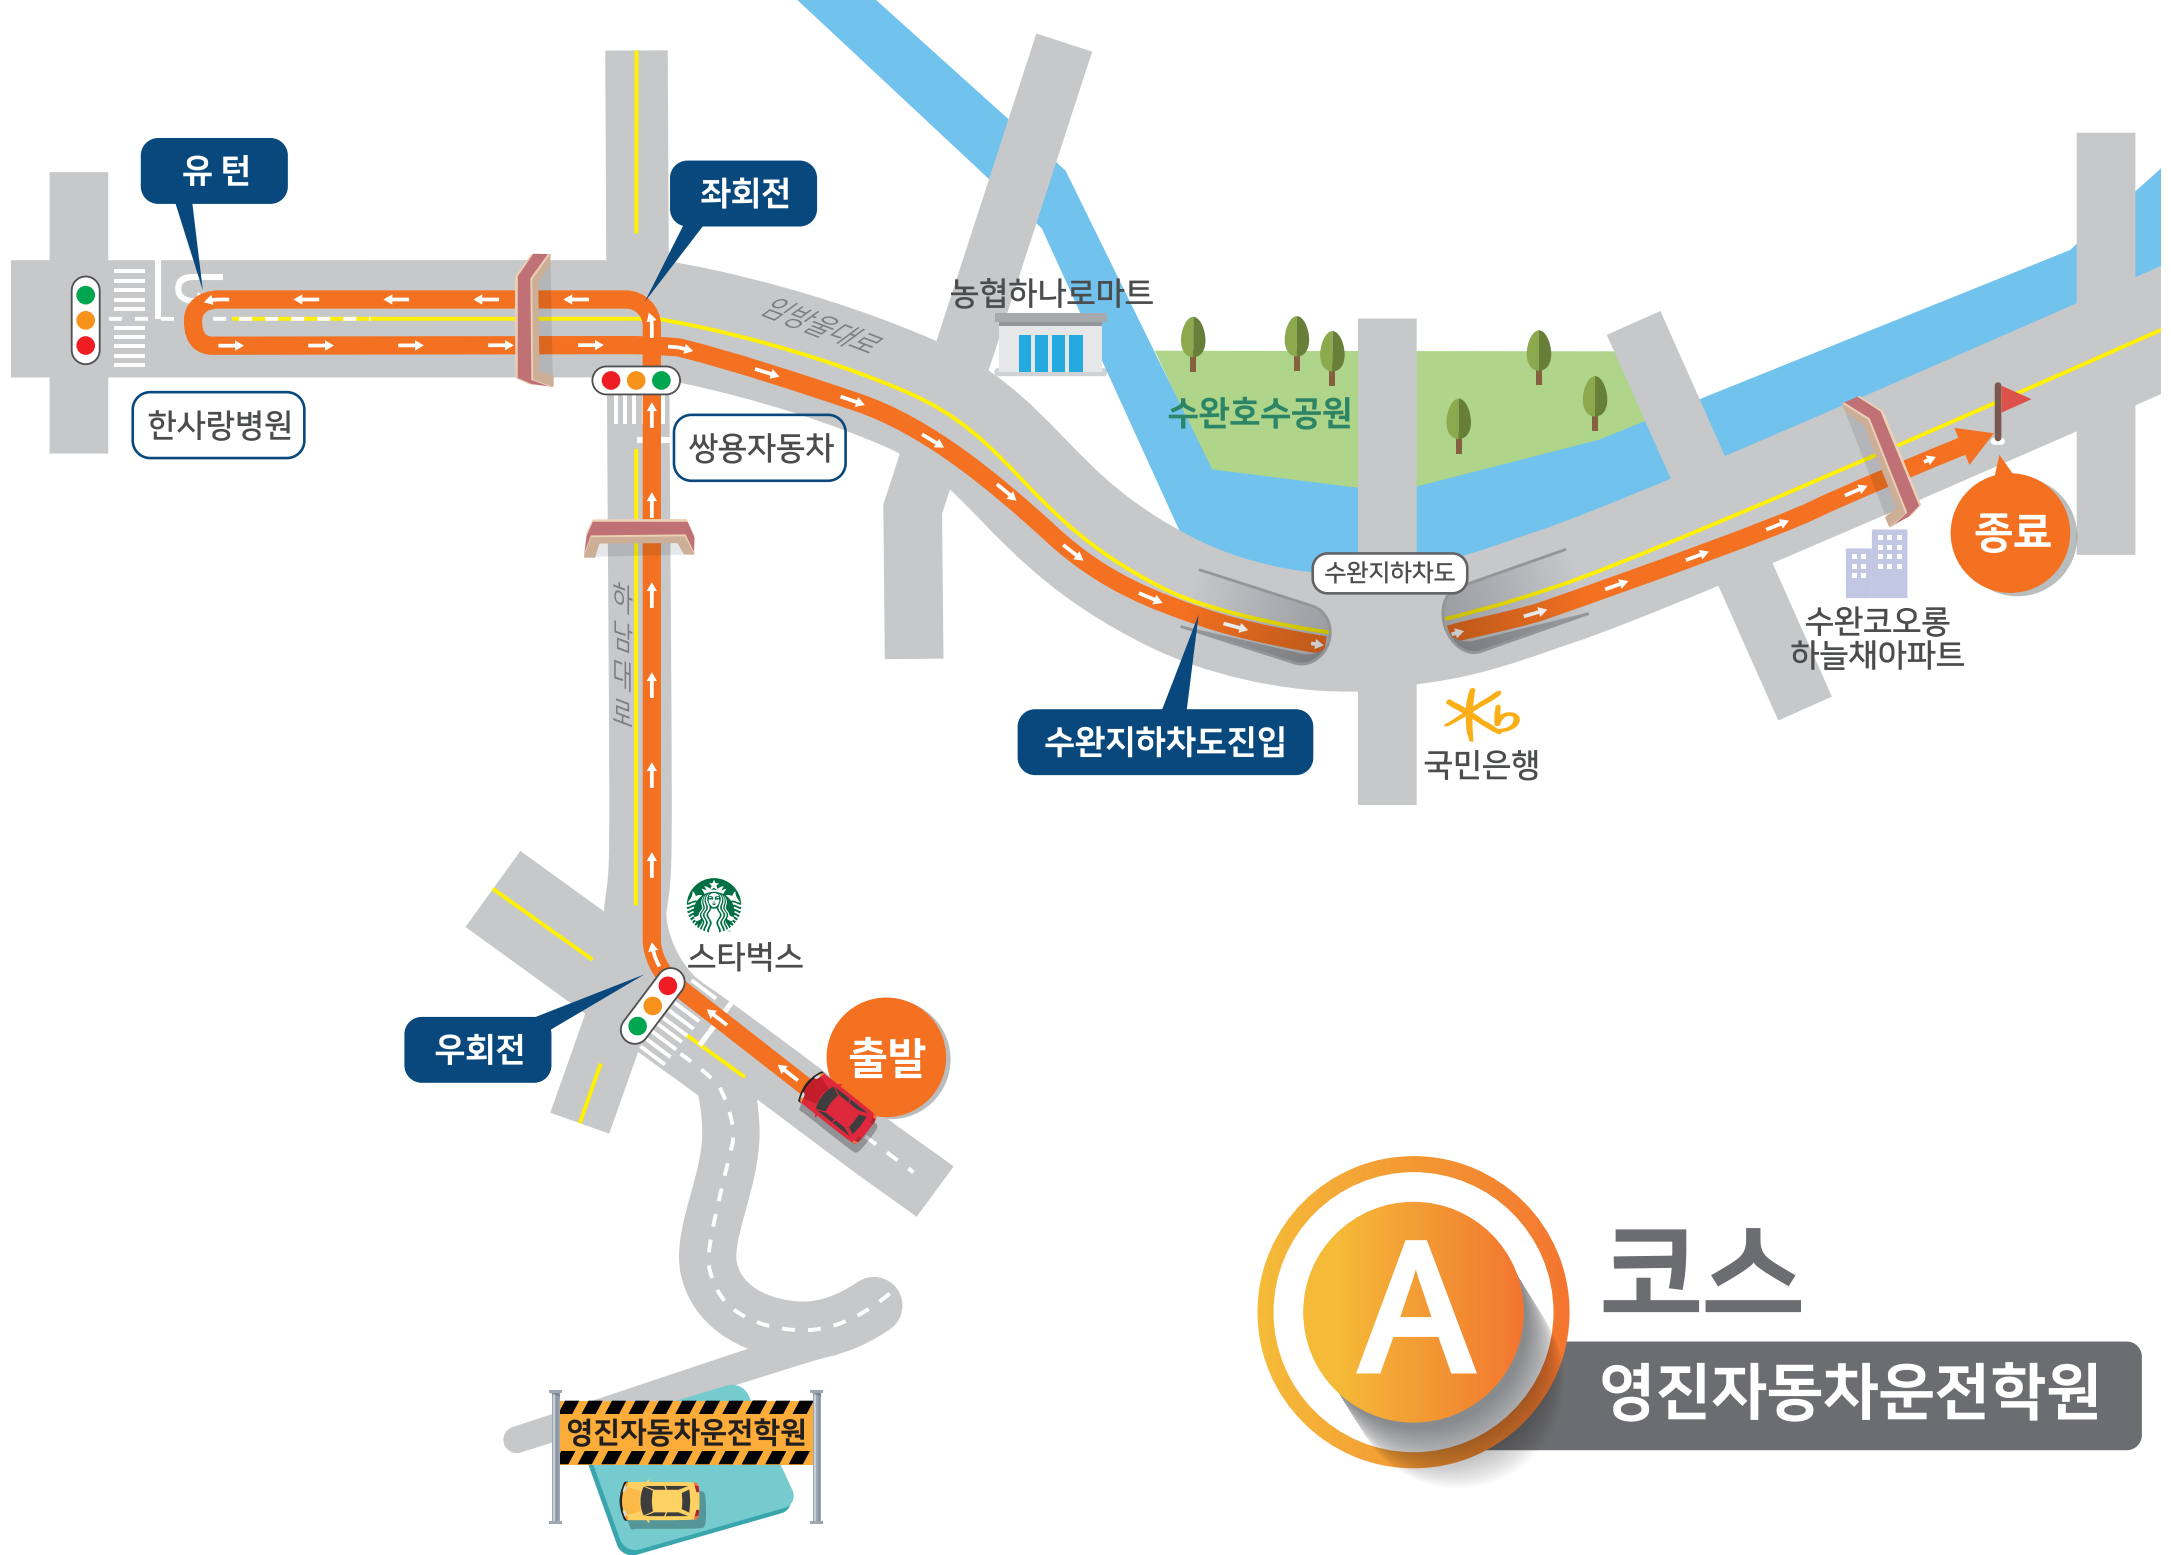 유 턴
좌회전
농협하나로마트
임방울대로
한사랑병원
쌍용자동차
수완호수공원
수완지하차도
종료
하남대로
수완코오롱
하늘채아파트
수완지하차도진입
국민은행
스타벅스
우회전
출발
A
코스
영진자동차운전학원
영진자동차운전학원